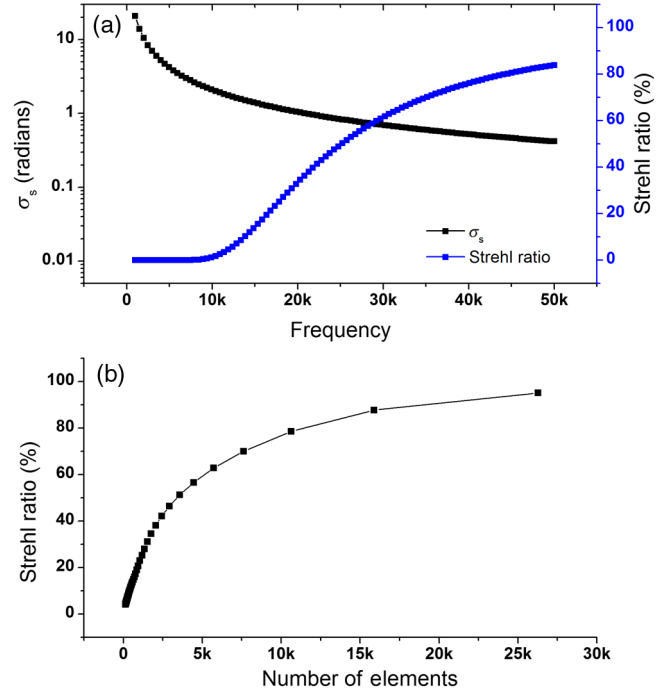 (a)
10
1
0.1
0.01
σs (radians)
100
80
60
40
20
0
Strehl ratio (%)
σs
Strehl ratio
0 10k 20k 30k 40k 50k
Frequency
(b)
100
80
60
40
20
0
Strehl ratio (%)
0 5k 10k 15k 20k 25k 30k
Number of elements